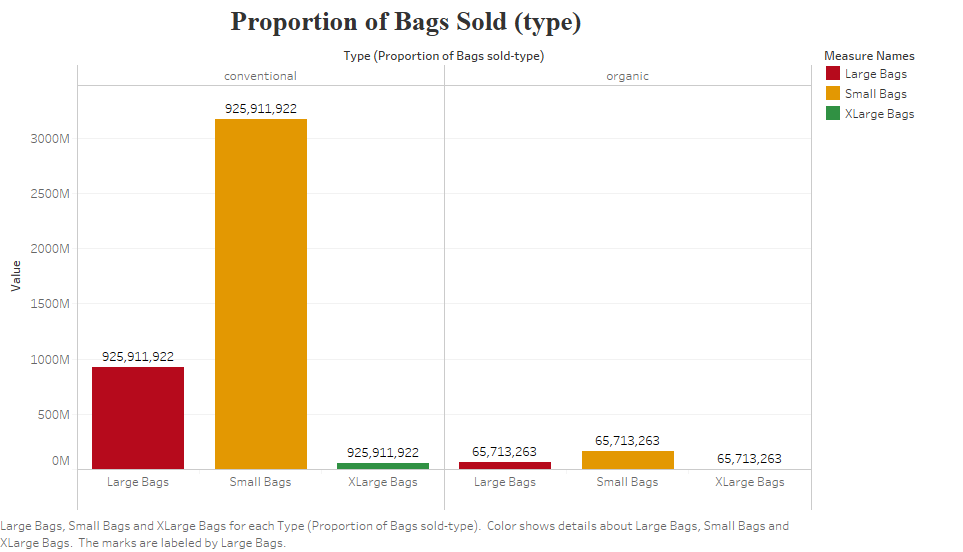 Proportion of Bags Sold (type)
Type (Proportion of Bags sold-type)
Measure Names
conventional
organic
Large Bags
Small Bags
XLarge Bags
Value
3000M
2500M
2000M
1500M
1000M
500M
0M
925,911,922
925,911,922
925,911,922
65,713,263
65,713,263
65,713,263
Large Bags
Small Bags
XLarge Bags
Large Bags
Small Bags
XLarge Bags
Large Bags, Small Bags and XLarge Bags for each Type (Proportion of Bags sold-type).  Color shows details about Large Bags, Small Bags and
XLarge Bags.  The marks are labeled by Large Bags.